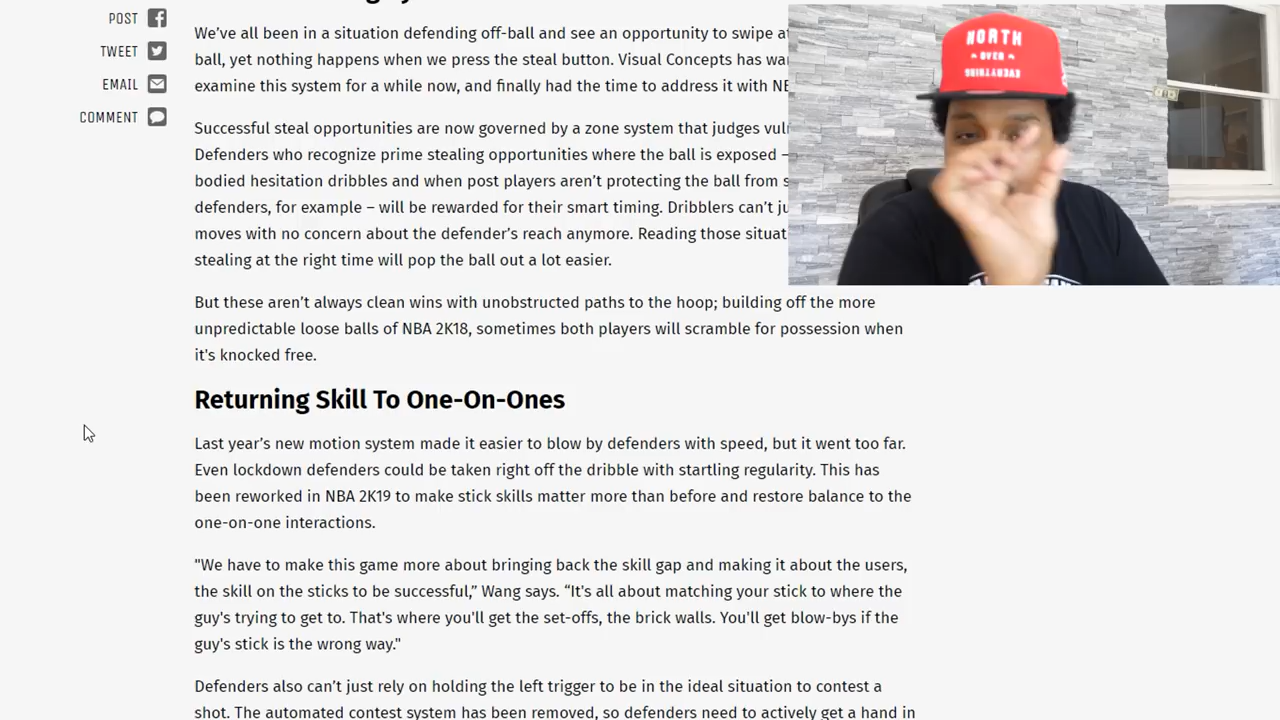 POST
TWEET
EMAIL
COMMENT
We've all been in a situation defending off-ball and see an opportunity to swipe at
ball, yet nothing happens when we press the steal button. Visual Concepts has
examine this system for a while now, and finally had the time to address it with
Successful steal opportunities are now governed by a zone system that judges
Defenders who recognize prime stealing opportunities where the ball is exposed –
bodied hesitation dribbles and when post players aren't protecting the ball from
defenders, for example – will be rewarded for their smart timing. Dribblers can't
moves with no concern about the defender's reach anymore. Reading those
stealing at the right time will pop the ball out a lot easier.
But these aren't always clean wins with unobstructed paths to the hoop; building off the more
unpredictable loose balls of NBA 2K18, sometimes both players will scramble for possession when
it's knocked free.
Returning Skill To One-On-Ones
Last year's new motion system made it easier to blow by defenders with speed, but it went too far.
Even lockdown defenders could be taken right off the dribble with startling regularity. This has
been reworked in NBA 2K19 to make stick skills matter more than before and restore balance to the
one-on-one interactions.
"We have to make this game more about bringing back the skill gap and making it about the users,
the skill on the sticks to be successful,” Wang says. “It's all about matching your stick to where the
guy's trying to get to. That's where you'll get the set-offs, the brick walls. You'll get blow-bys if the
guy's stick is the wrong way."
Defenders also can't just rely on holding the left trigger to be in the ideal situation to contest a
shot. The automated contest system has been removed, so defenders need to actively get a hand in
NORTH
OVER
EVERYTHING